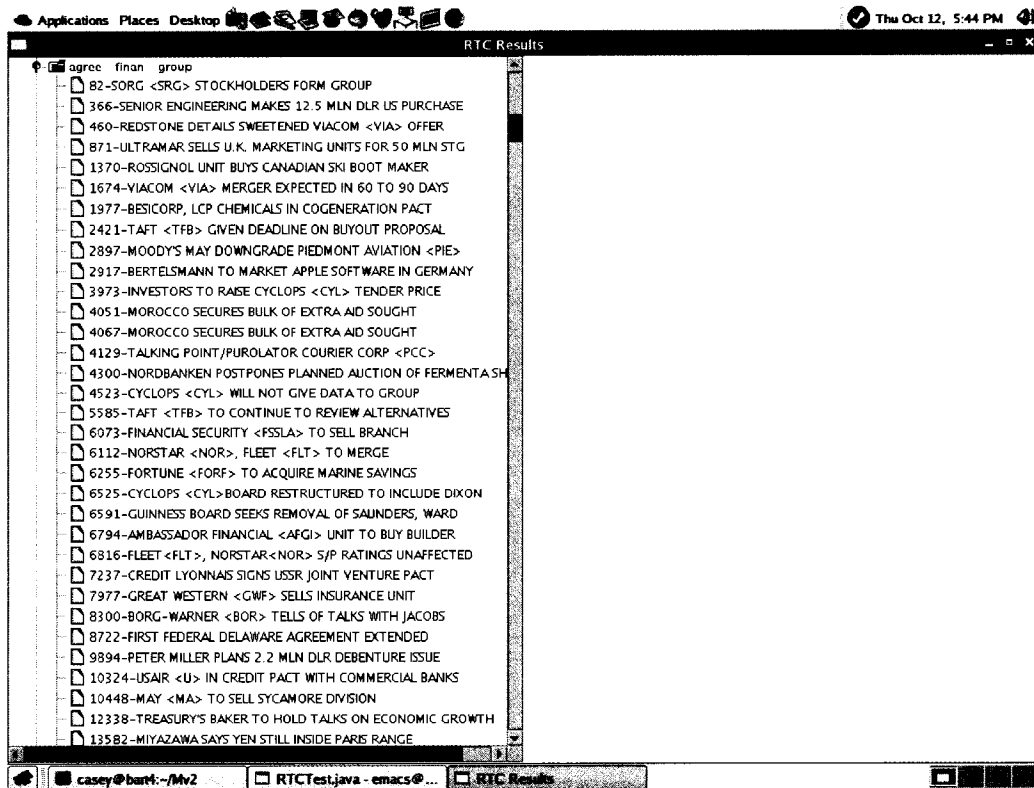 Applications Places Desktop
Thu Oct 12, 5:44 PM
RTC Results
agree finan group
82-SORG <SRG> STOCKHOLDERS FORM GROUP
366-SENIOR ENGINEERING MAKES 12.5 MLN DLR US PURCHASE
460-REDSTONE DETAILS SWEETENED VIACOM <VIA> OFFER
871-ULTRAMAR SELLS U.K. MARKETING UNITS FOR 50 MLN STG
1370-ROSSIGNOL UNIT BUYS CANADIAN SKI BOOT MAKER
1674-VIACOM <VIA> MERGER EXPECTED IN 60 TO 90 DAYS
1977-BESICORP, LCP CHEMICALS IN COGENERATION PACT
2421-TAFT <TFB> GIVEN DEADLINE ON BUYOUT PROPOSAL
2897-MOODY'S MAY DOWNGRADE PIEDMONT AVIATION <PIE>
2917-BERTELSMANN TO MARKET APPLE SOFTWARE IN GERMANY
3973-INVESTORS TO RAISE CYCLOPS <CYL> TENDER PRICE
4051-MOROCCO SECURES BULK OF EXTRA AID SOUGHT
4067-MOROCCO SECURES BULK OF EXTRA AID SOUGHT
4129-TALKING POINT/PUROLATOR COURIER CORP <PCC>
4300-NORDBANKEN POSTPONES PLANNED AUCTION OF FERMENTA SH
4523-CYCLOPS <CYL> WILL NOT GIVE DATA TO GROUP
5585-TAFT <TFB> TO CONTINUE TO REVIEW ALTERNATIVES
6073-FINANCIAL SECURITY <FSSLA> TO SELL BRANCH
6112-NORSTAR <NOR>, FLEET <FLT> TO MERGE
6255-FORTUNE <FORF> TO ACQUIRE MARINE SAVINGS
6525-CYCLOPS <CYL>BOARD RESTRUCTURED TO INCLUDE DIXON
6591-GUINNESS BOARD SEEKS REMOVAL OF SAUNDERS, WARD
6794-AMBASSADOR FINANCIAL <AFGI> UNIT TO BUY BUILDER
6816-FLEET<FLT>, NORSTAR<NOR> S/P RATINGS UNAFFECTED
7237-CREDIT LYONNAIS SIGNS USSR JOINT VENTURE PACT
7977-GREAT WESTERN <GWF> SELLS INSURANCE UNIT
8300-BORG-WARNER <BOR> TELLS OF TALKS WITH JACOBS
8722-FIRST FEDERAL DELAWARE AGREEMENT EXTENDED
9894-PETER MILLER PLANS 2.2 MLN DLR DEBENTURE ISSUE
10324-USAIR <U> IN CREDIT PACT WITH COMMERCIAL BANKS
10448-MAY <MA> TO SELL SYCAMORE DIVISION
12338-TREASURY'S BAKER TO HOLD TALKS ON ECONOMIC GROWTH
13582-MIYAZAWA SAYS YEN STILL INSIDE PARIS RANGE
casey@bart4:~/Mv2
RTCTest.java - emacs@...
RTC Results